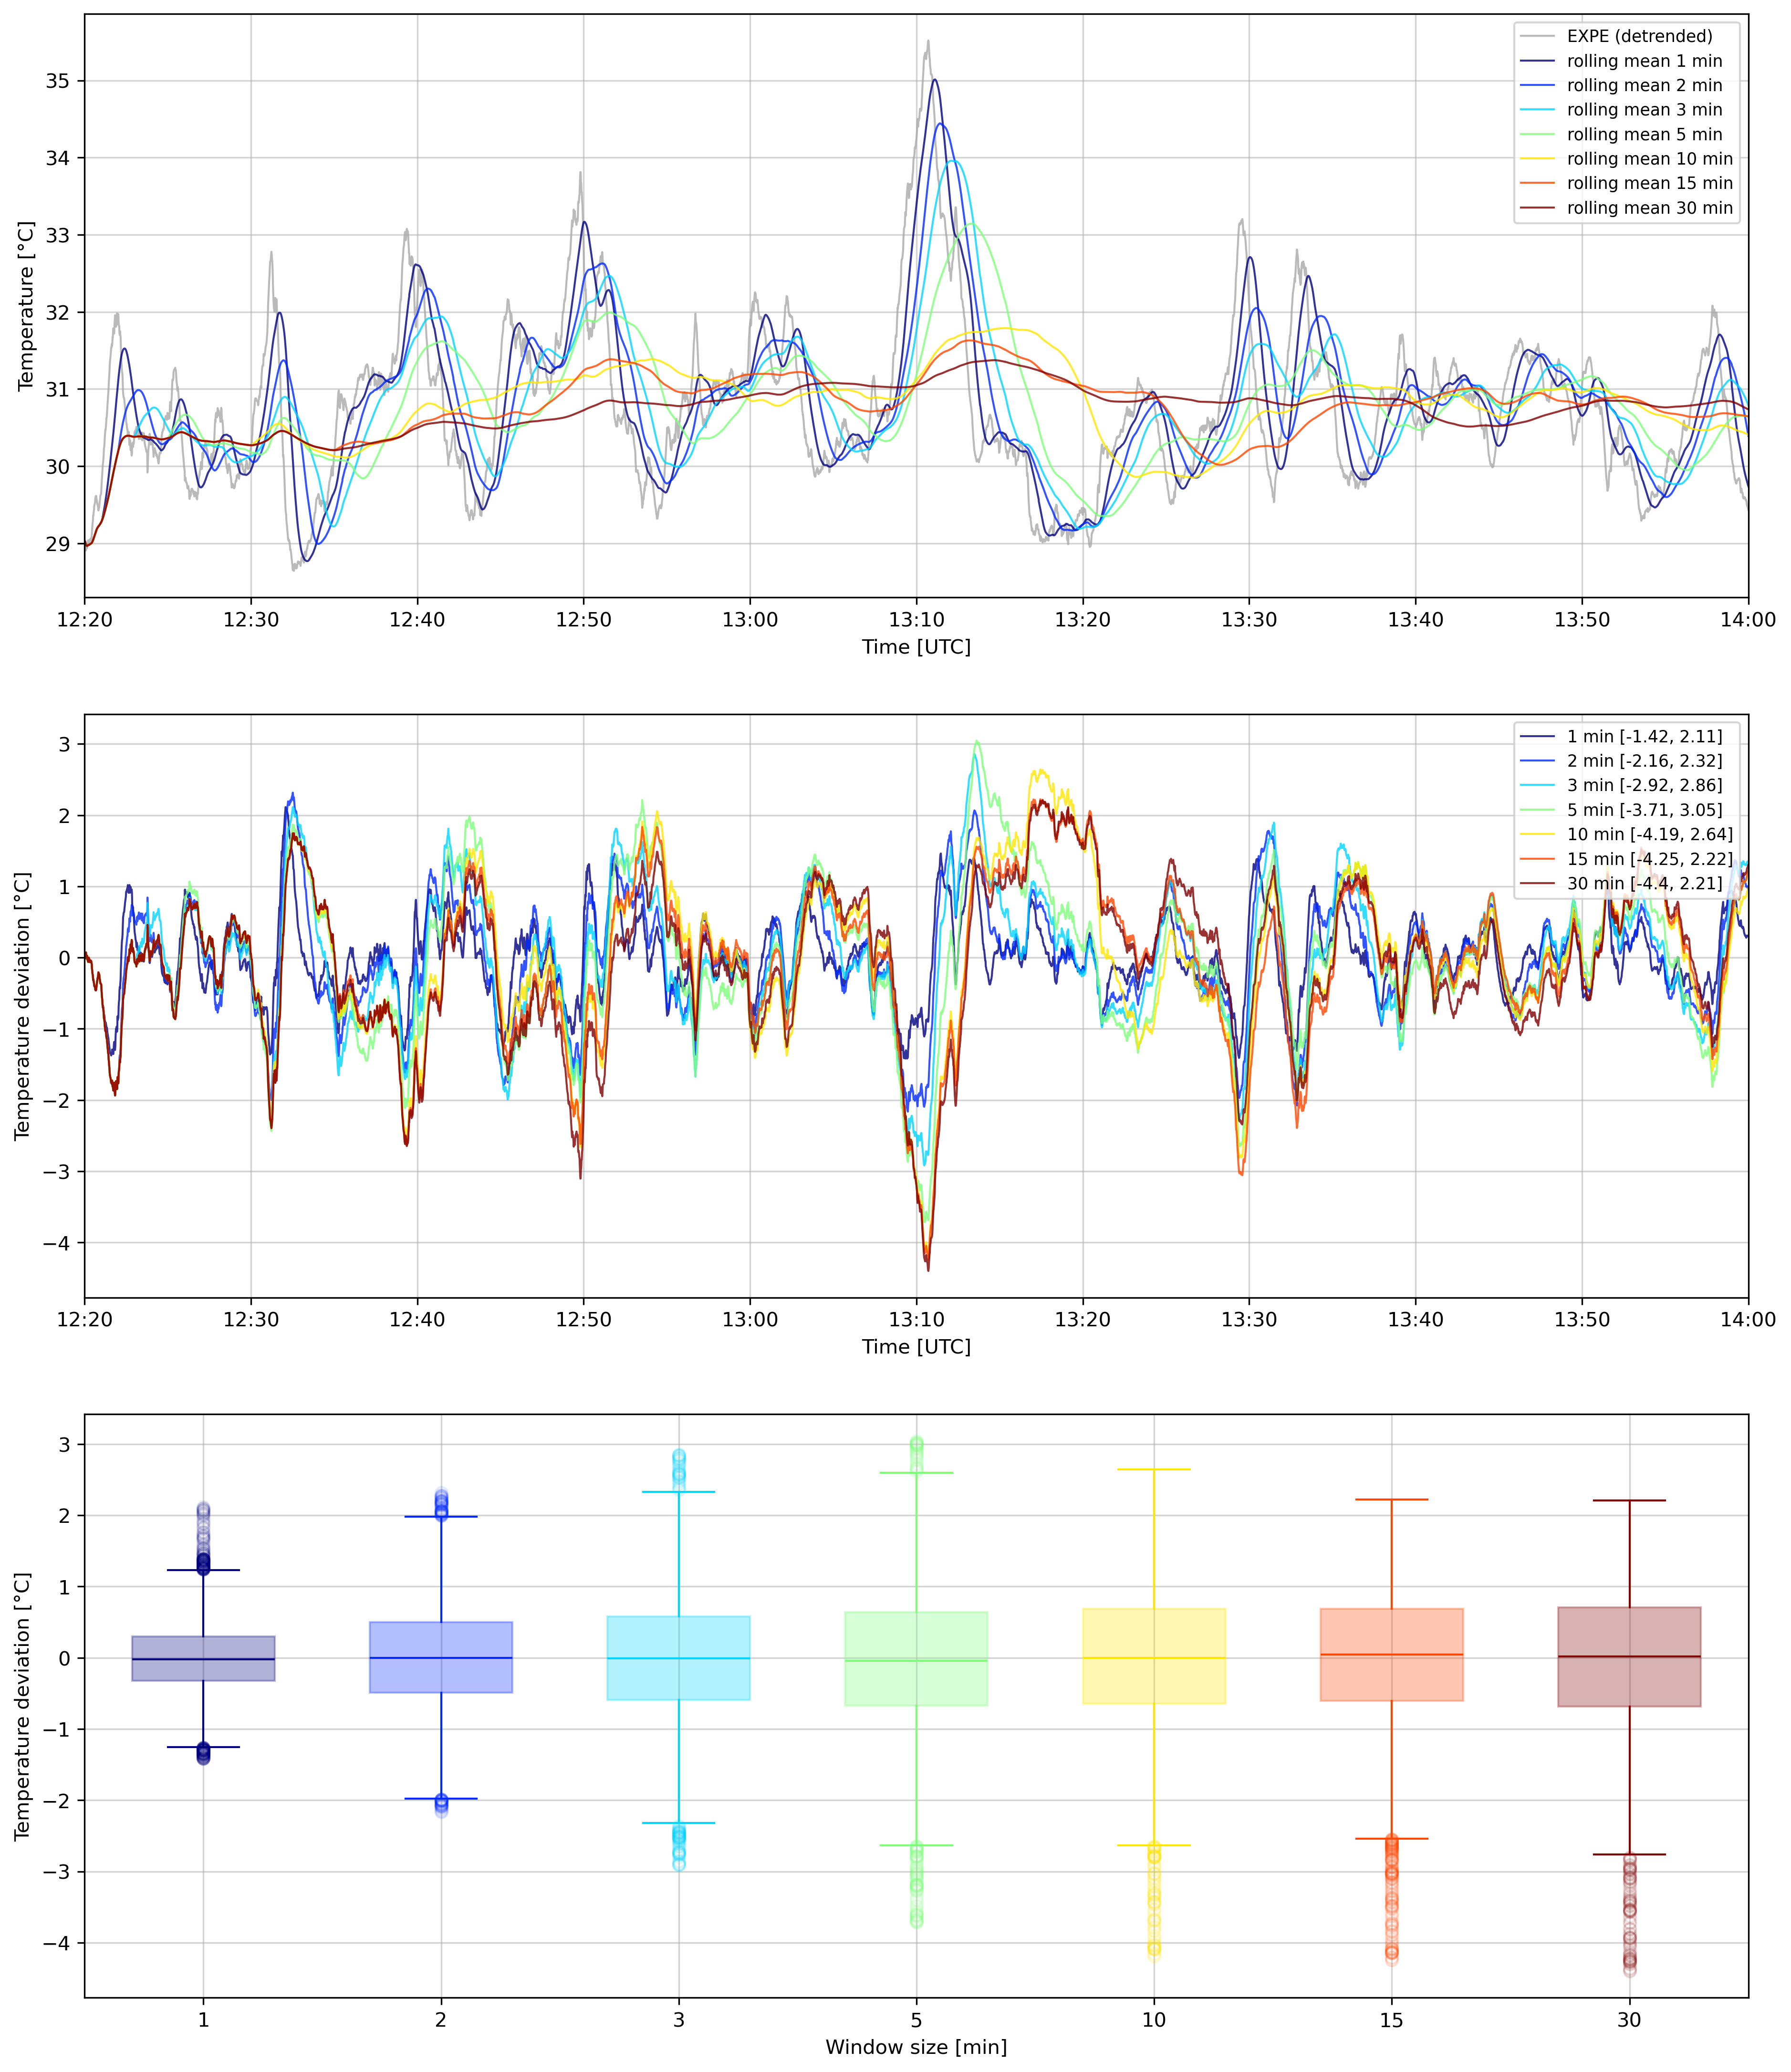 Temperature [°C]
35
34
33
32
31
30
29
EXPE (detrended)
rolling mean 1 min
rolling mean 2 min
rolling mean 3 min
rolling mean 5 min
rolling mean 10 min
rolling mean 15 min
rolling mean 30 min
12:20 12:30 12:40 12:50 13:00 13:10 13:20 13:30 13:40 13:50 14:00
Time [UTC]
Temperature deviation [°C]
3
2
1
0
−1
−2
−3
−4
1 min [-1.42, 2.11]
2 min [-2.16, 2.32]
3 min [-2.92, 2.86]
5 min [-3.71, 3.05]
10 min [-4.19, 2.64]
15 min [-4.25, 2.22]
30 min [-4.4, 2.21]
12:20 12:30 12:40 12:50 13:00 13:10 13:20 13:30 13:40 13:50 14:00
Time [UTC]
Temperature deviation [°C]
3
2
1
0
−1
−2
−3
−4
1 2 3 5 10 15 30
Window size [min]